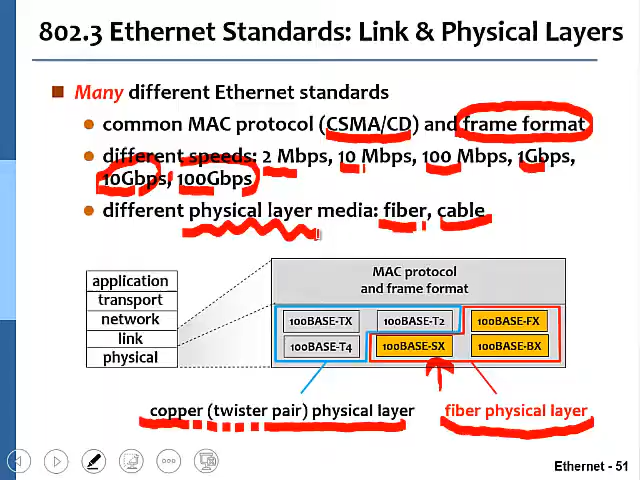 802.3 Ethernet Standards: Link & Physical Layers
Many different Ethernet standards
common MAC protocol (CSMA/CD) and frame format
different speeds: 2 Mbps, 10 Mbps, 100 Mbps, 1Gbps,
10Gbps, 100Gbps
different physical layer media: fiber, cable
application
transport
network
link
physical
MAC protocol
and frame format
100BASE-TX
100BASE-T2
100BASE-FX
100BASE-T4
100BASE-SX
100BASE-BX
copper (twister pair) physical layer
fiber physical layer
Ethernet - 51